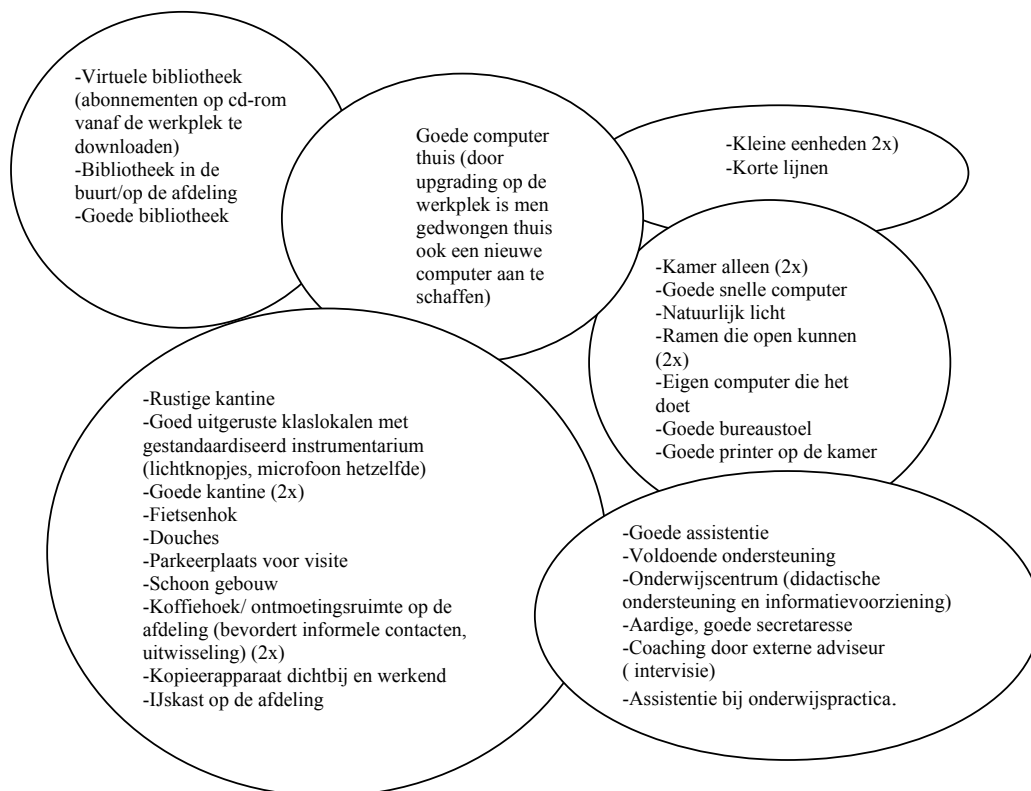 -Virtuele bibliotheek
(abonnementen op cd-rom
vanaf de werkplek te
downloaden)
-Bibliotheek in de
buurt/op de afdeling
-Goede bibliotheek
Goede computer
thuis (door
upgrading op de
werkplek is men
gedwongen thuis
ook een nieuwe
computer aan te
schaffen)
-Kleine eenheden 2x)
-Korte lijnen
-Kamer alleen (2x)
-Goede snelle computer
-Natuurlijk licht
-Ramen die open kunnen
(2x)
-Eigen computer die het
doet
-Goede bureaustoel
-Goede printer op de kamer
-Rustige kantine
-Goed uitgeruste klaslokalen met
gestandaardiseerd instrumentarium
(lichtknopjes, microfoon hetzelfde)
-Goede kantine (2x)
-Fietsenhok
-Douches
-Parkeerplaats voor visite
-Schoon gebouw
-Koffiehoek/ ontmoetingsruimte op de
afdeling (bevordert informele contacten,
uitwisseling) (2x)
-Kopieerapparaat dichtbij en werkend
-IJskast op de afdeling
-Goede assistentie
-Voldoende ondersteuning
-Onderwijscentrum (didactische
ondersteuning en informatievoorziening)
-Aardige, goede secretaresse
-Coaching door externe adviseur
( intervisie)
-Assistentie bij onderwijspractica.